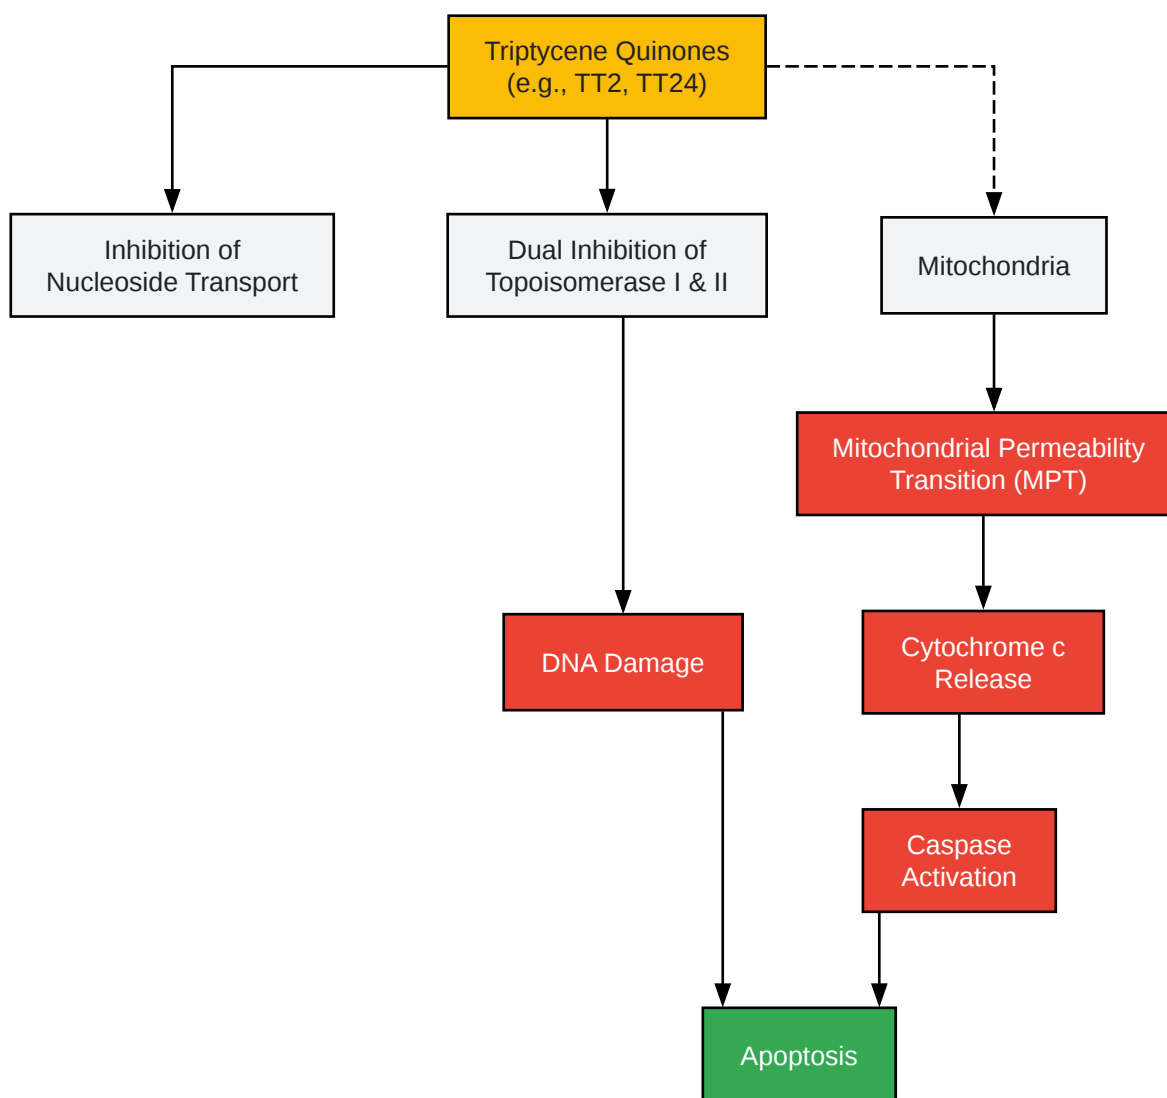 Triptycene Quinones
(e.g., TT2, TT24)
Inhibition of
Nucleoside Transport
Dual Inhibition of
Topoisomerase I & II
Mitochondria
Mitochondrial Permeability
Transition (MPT)
DNA Damage
Cytochrome c
Release
Caspase
Activation
Apoptosis